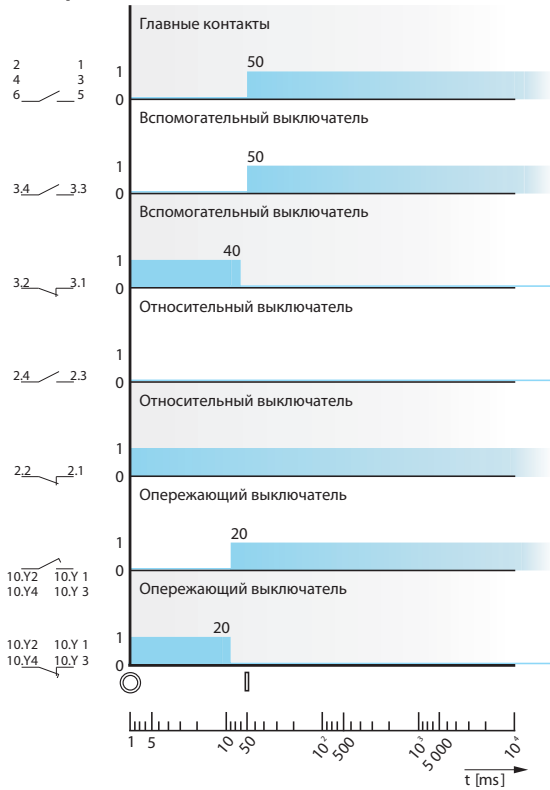 Главные контакты
50
2 1
4 3
6 5
1
0
Вспомогательный выключатель
50
1
3.4 3.3
0
Вспомогательный выключатель
40
1
3.2 3.1
0
Относительный выключатель
1
2.4 2.3
0
Относительный выключатель
1
2.2 2.1
0
Опережающий выключатель
20
1
0
10.Y2 10.Y 1
10.Y4 10.Y 3
Опережающий выключатель
20
10.Y2 10.Y 1
1
10.Y4 10.Y 3
0
1 5 10 50 10² 500 10³ 5 000 10⁴
t [ms]